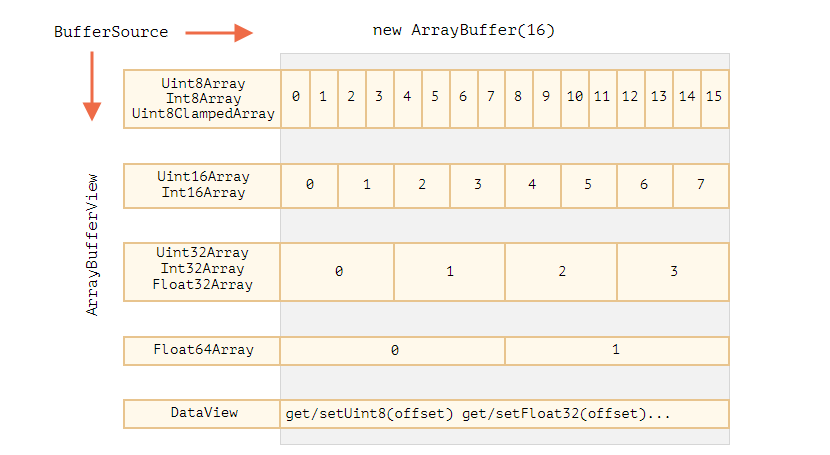 BufferSource
new ArrayBuffer(16)
ArrayBufferView
Uint8Array
Int8Array
Uint8ClampedArray
0 1 2 3 4 5 6 7 8 9 10 11 12 13 14 15
Uint16Array
Int16Array
0 1 2 3 4 5 6 7
Uint32Array
Int32Array
Float32Array
0 1 2 3
Float64Array
0 1
DataView
get/setUint8(offset) get/setFloat32(offset)...